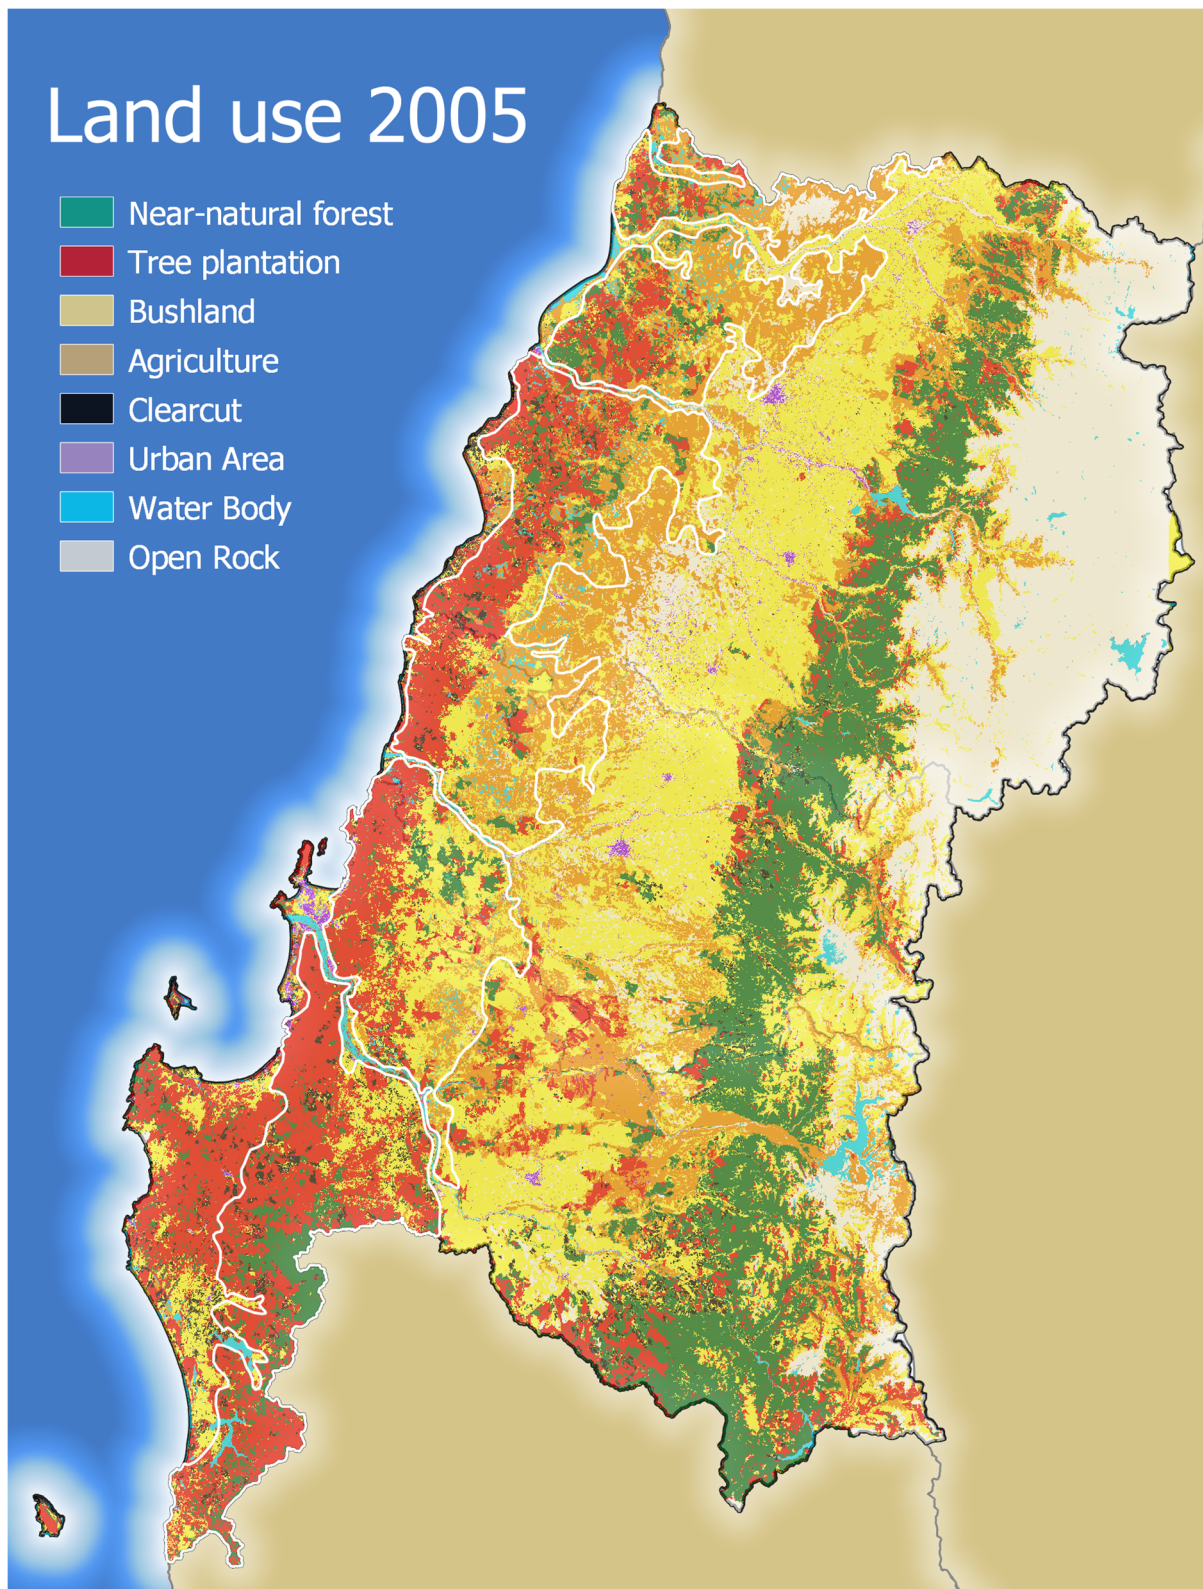 Land use 2005
Near-natural forest
Tree plantation
Bushland
Agriculture
Clearcut
Urban Area
Water Body
Open Rock